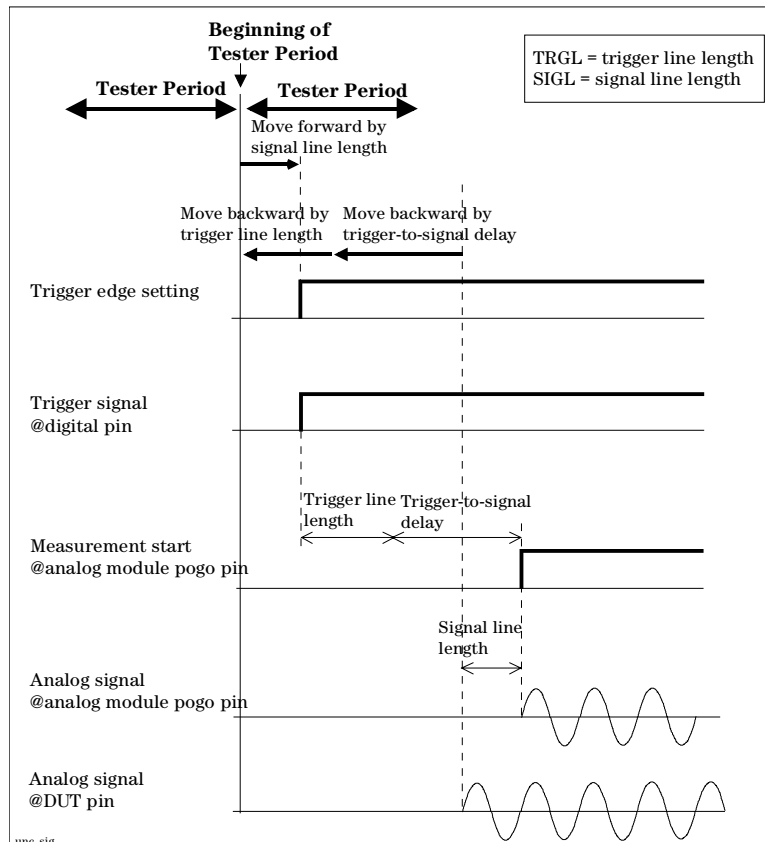 Beginning of
Tester Period
TRGL = trigger line length
SIGL = signal line length
Tester Period
Tester Period
Move forward by
signal line length
Move backward by
trigger line length
Move backward by
trigger-to-signal delay
Trigger edge setting
Trigger signal
@digital pin
Trigger line
length
Trigger-to-signal
delay
Measurement start
@analog module pogo pin
Signal line
length
Analog signal
@analog module pogo pin
Analog signal
@DUT pin